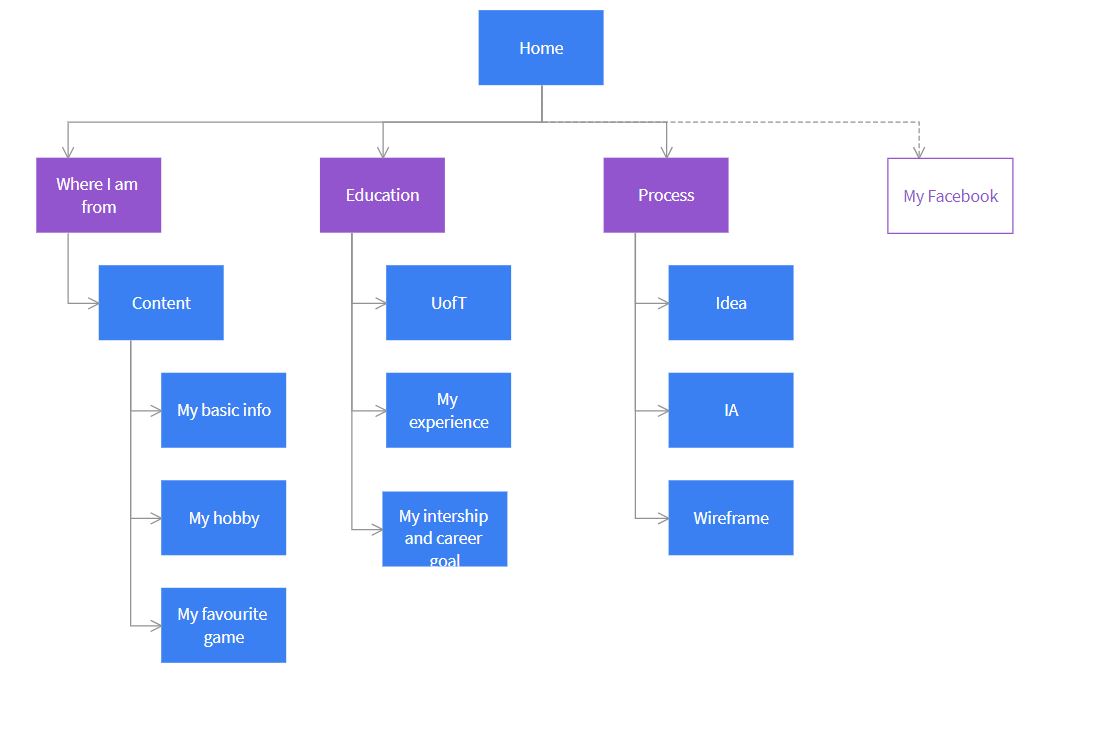 Home
Where I am
from
Education
Process
My Facebook
Content
UofT
Idea
My basic info
My
experience
IA
My hobby
My intership
and career
goal
Wireframe
My favourite
game